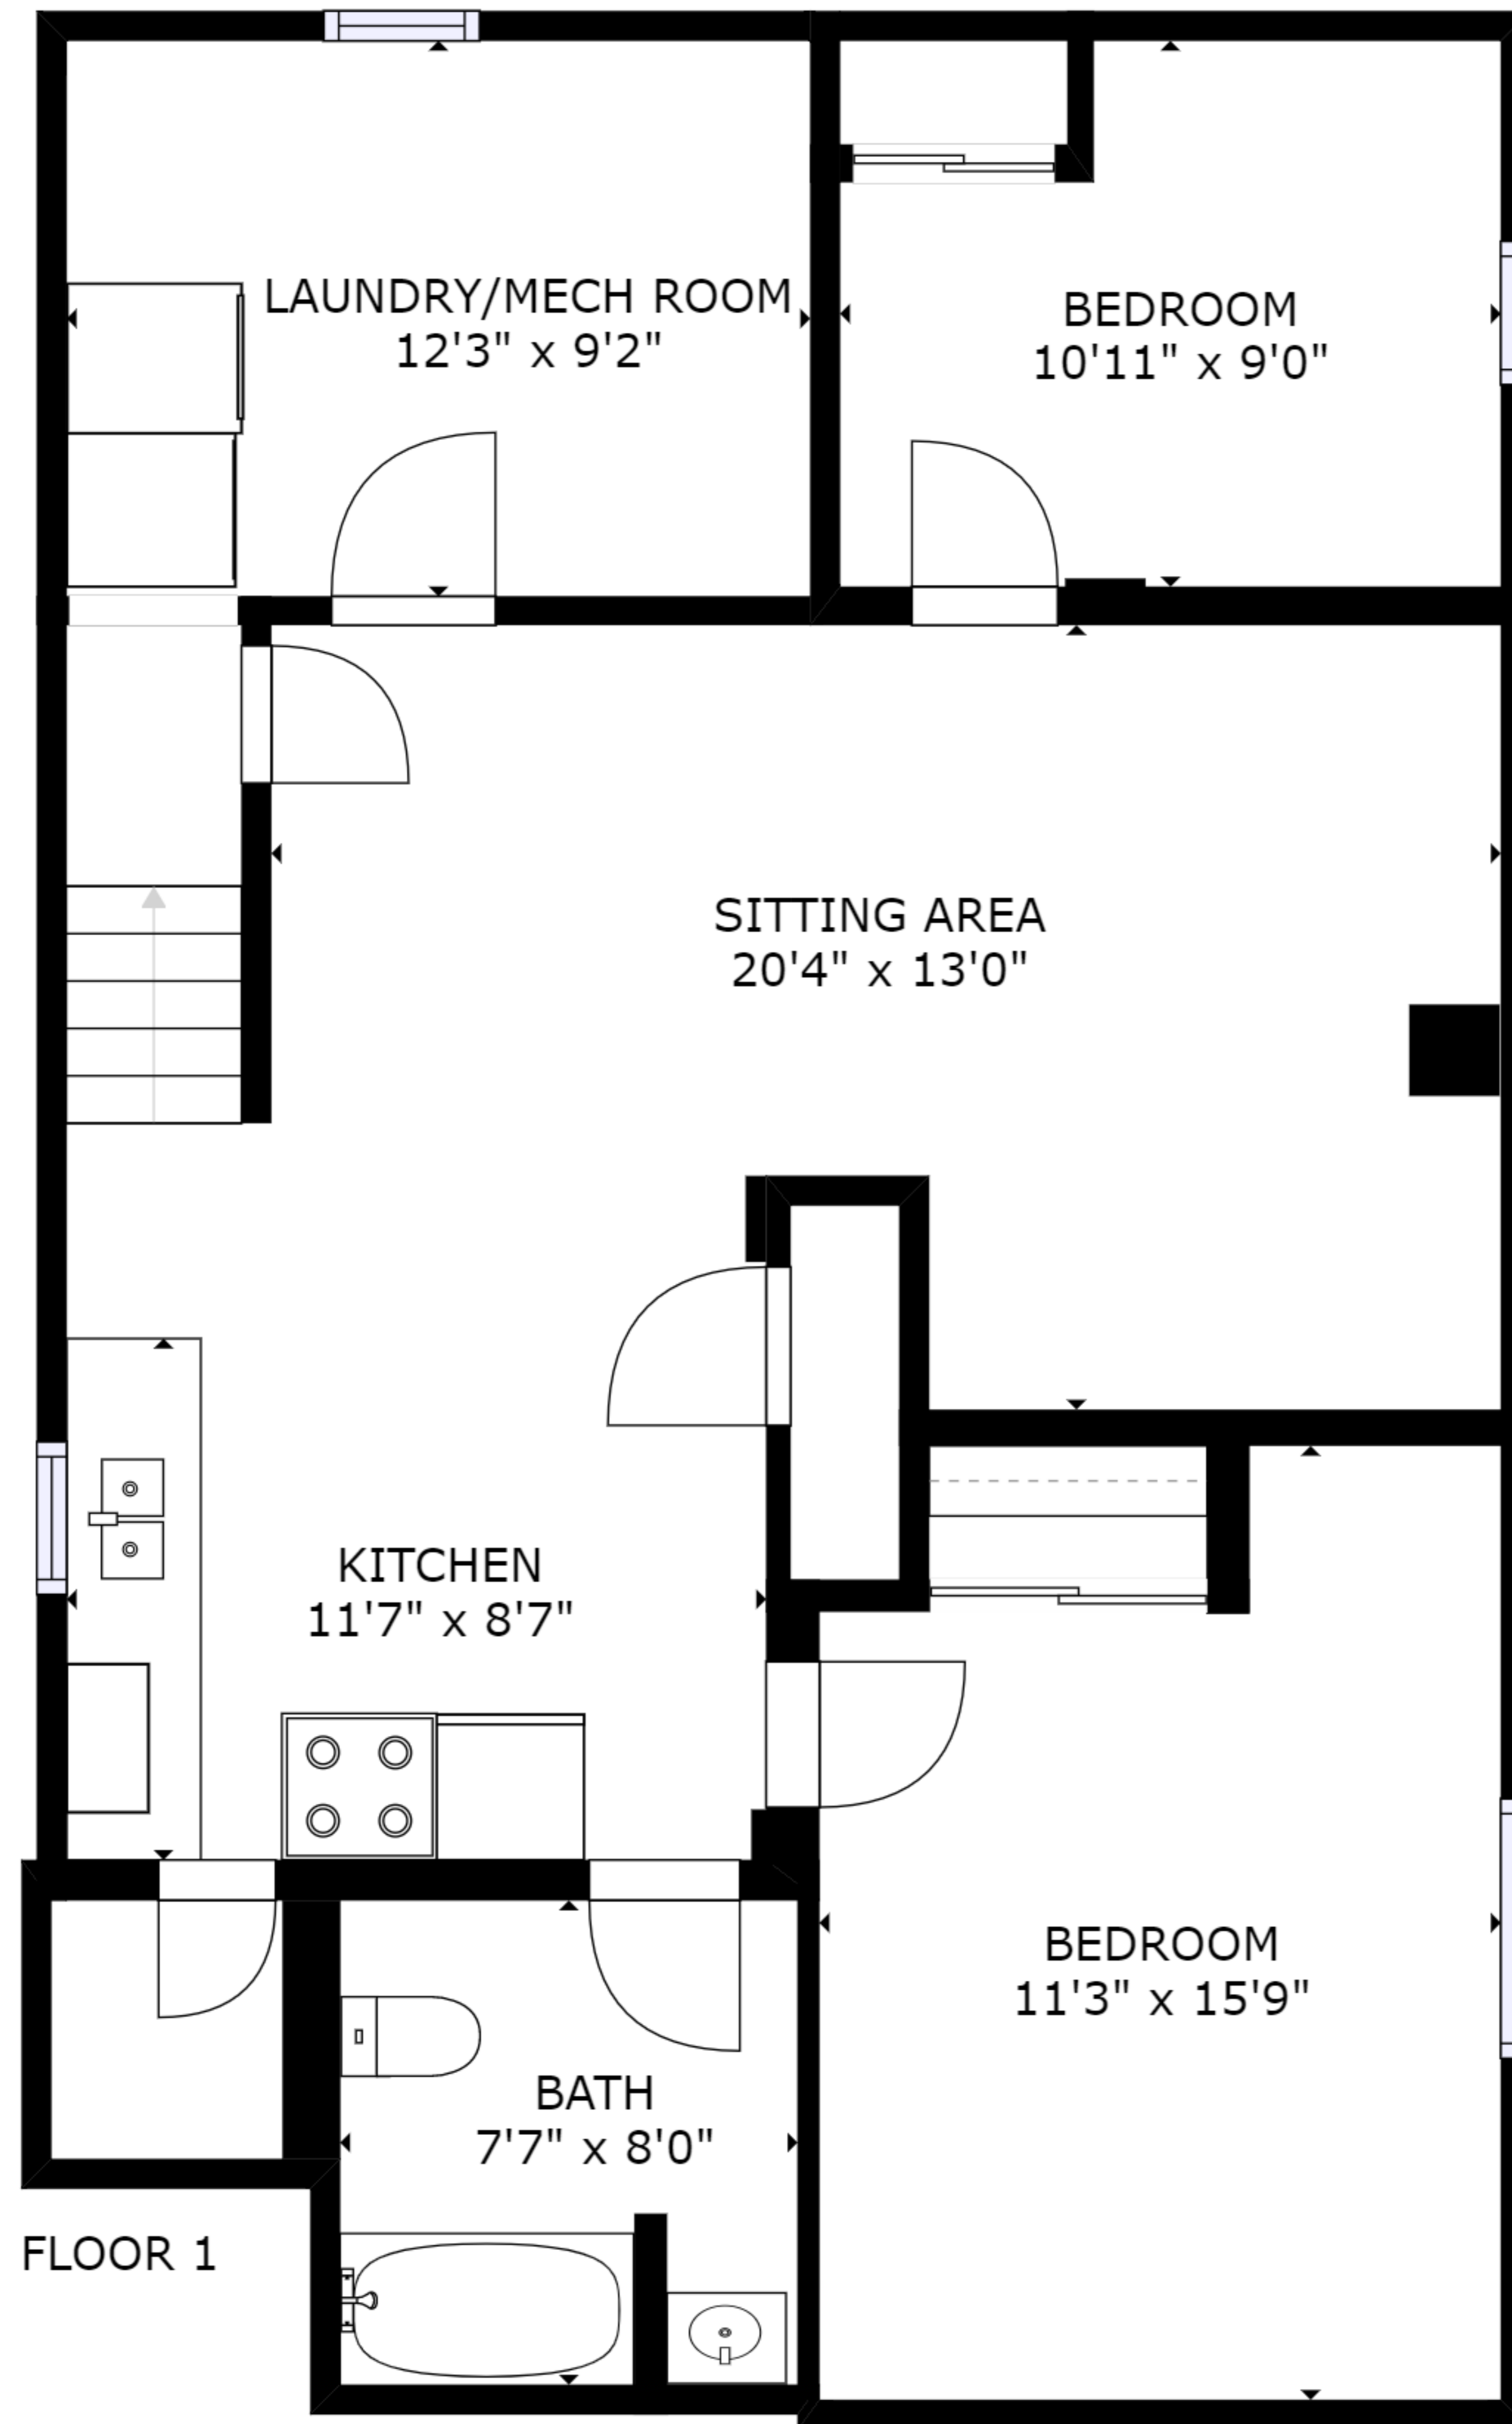 LAUNDRY/MECH ROOM
12'3" x 9'2"
BEDROOM
10'11" x 9'0"
SITTING AREA
20'4" x 13'0"
KITCHEN
11'7" x 8'7"
BEDROOM
11'3" x 15'9"
BATH
7'7" x 8'0"
FLOOR 1